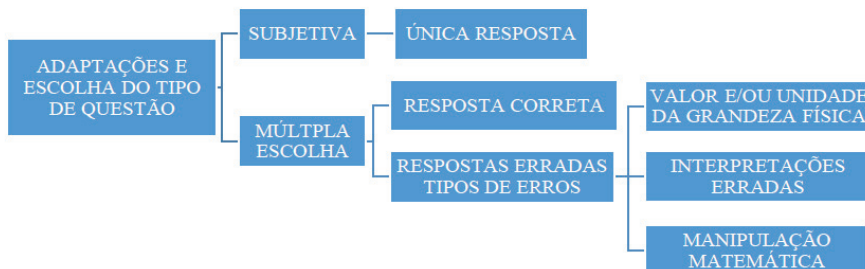 ADAPTAÇÕES E
ESCOLHA DO TIPO
DE QUESTÃO
SUBJETIVA
ÚNICA RESPOSTA
MÚLTPLA
ESCOLHA
RESPOSTA CORRETA
RESPOSTAS ERRADAS
TIPOS DE ERROS
VALOR E/OU UNIDADE
DA GRANDEZA FÍSICA
INTERPRETAÇÕES
ERRADAS
MANIPULAÇÃO
MATEMÁTICA